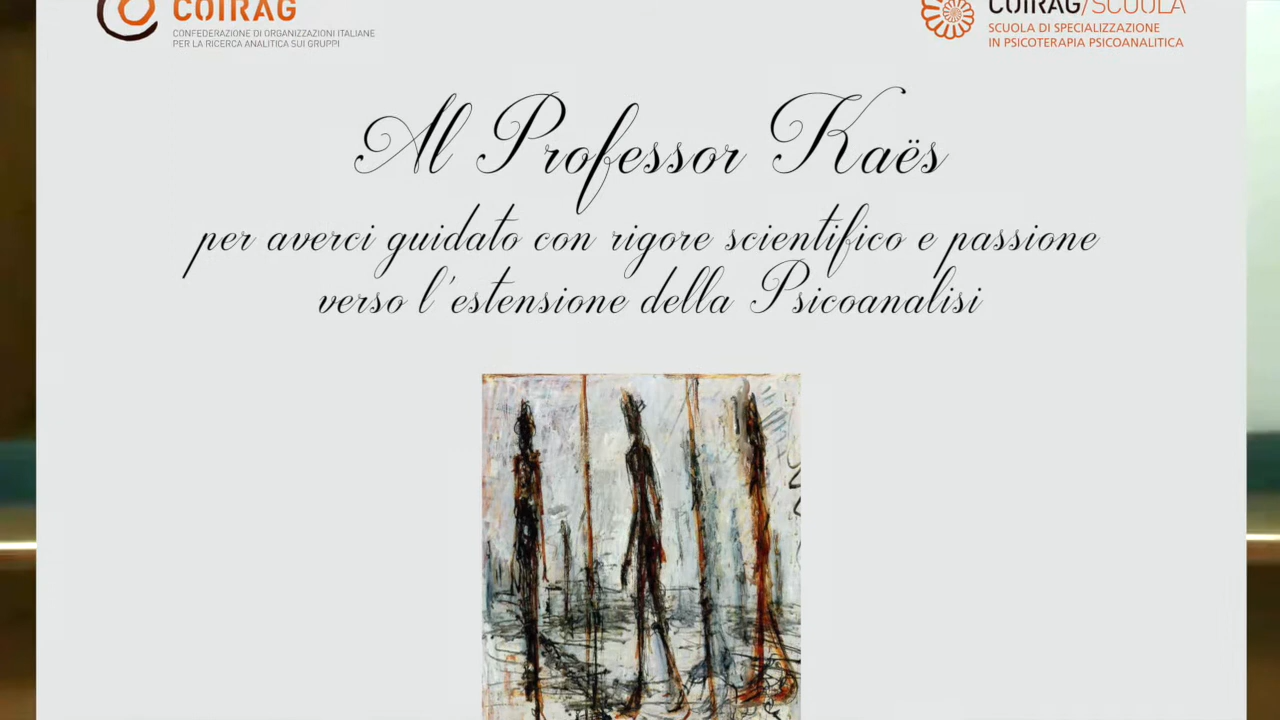 COIRAG
CONFEDERAZIONE DI ORGANIZZAZIONI ITALIANE
PER LA RICERCA ANALITICA SUI GRUPPI
COIRAG/SCUOLA
SCUOLA DI SPECIALIZZAZIONE
IN PSICOTERAPIA PSICOANALITICA
Al Professor Kaës
per averci guidato con rigore scientifico e passione
verso l'estensione della Psicoanalisi